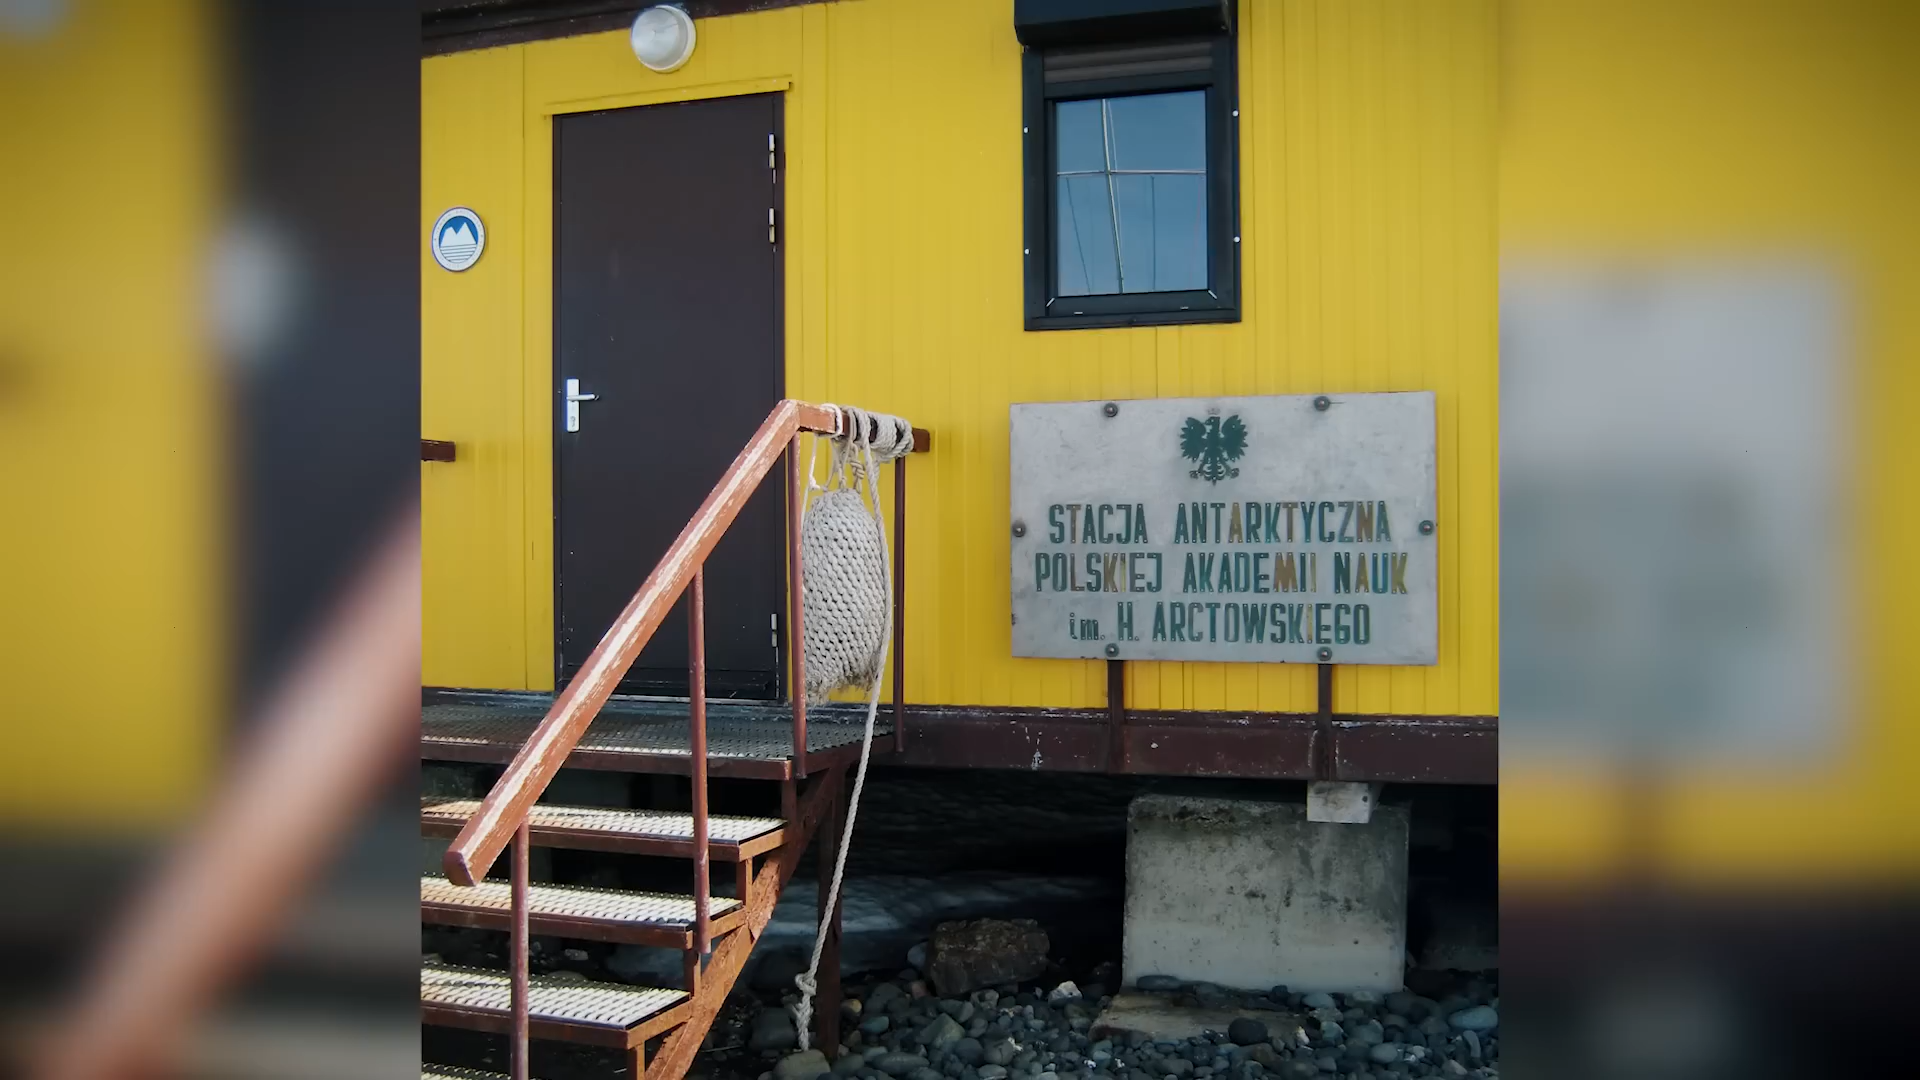 STACJA ANTARKTYCZNA
POLSKIEJ AKADEMII NAUK
im. H. ARCTOWSKIEGO